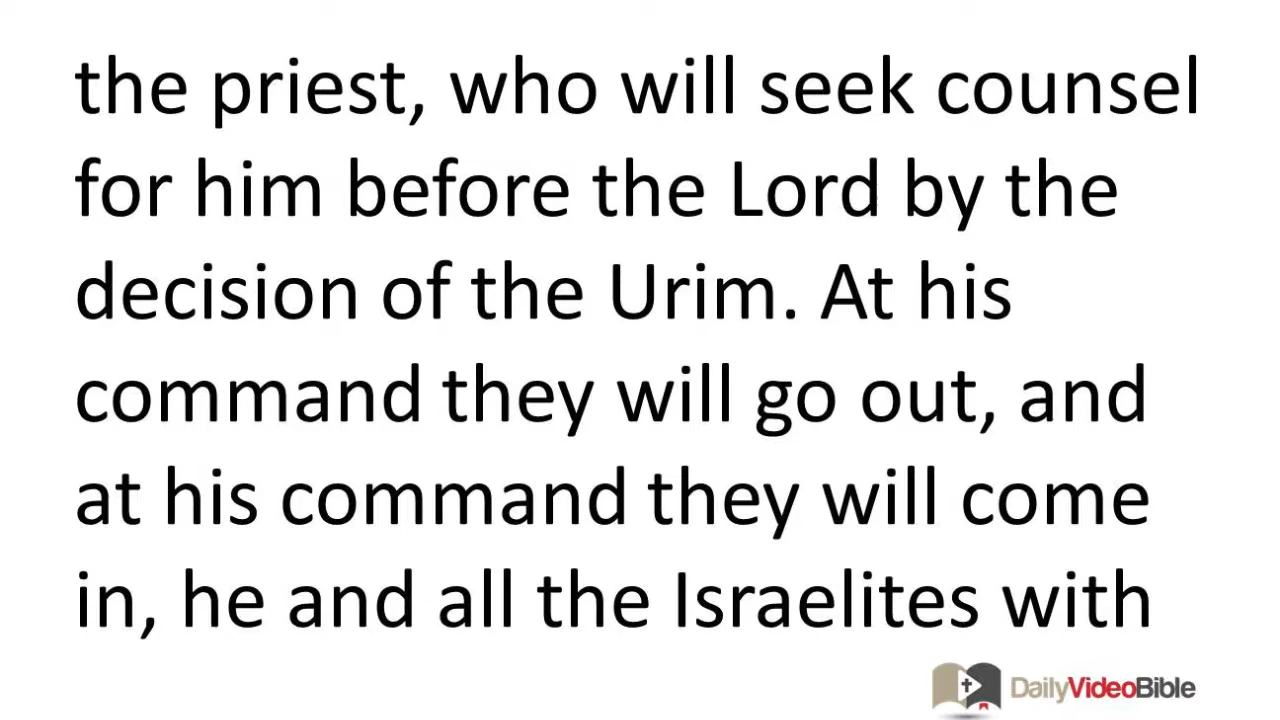 the priest, who will seek counsel
for him before the Lord by the
decision of the Urim. At his
command they will go out, and
at his command they will come
in, he and all the Israelites with
DailyVideoBible